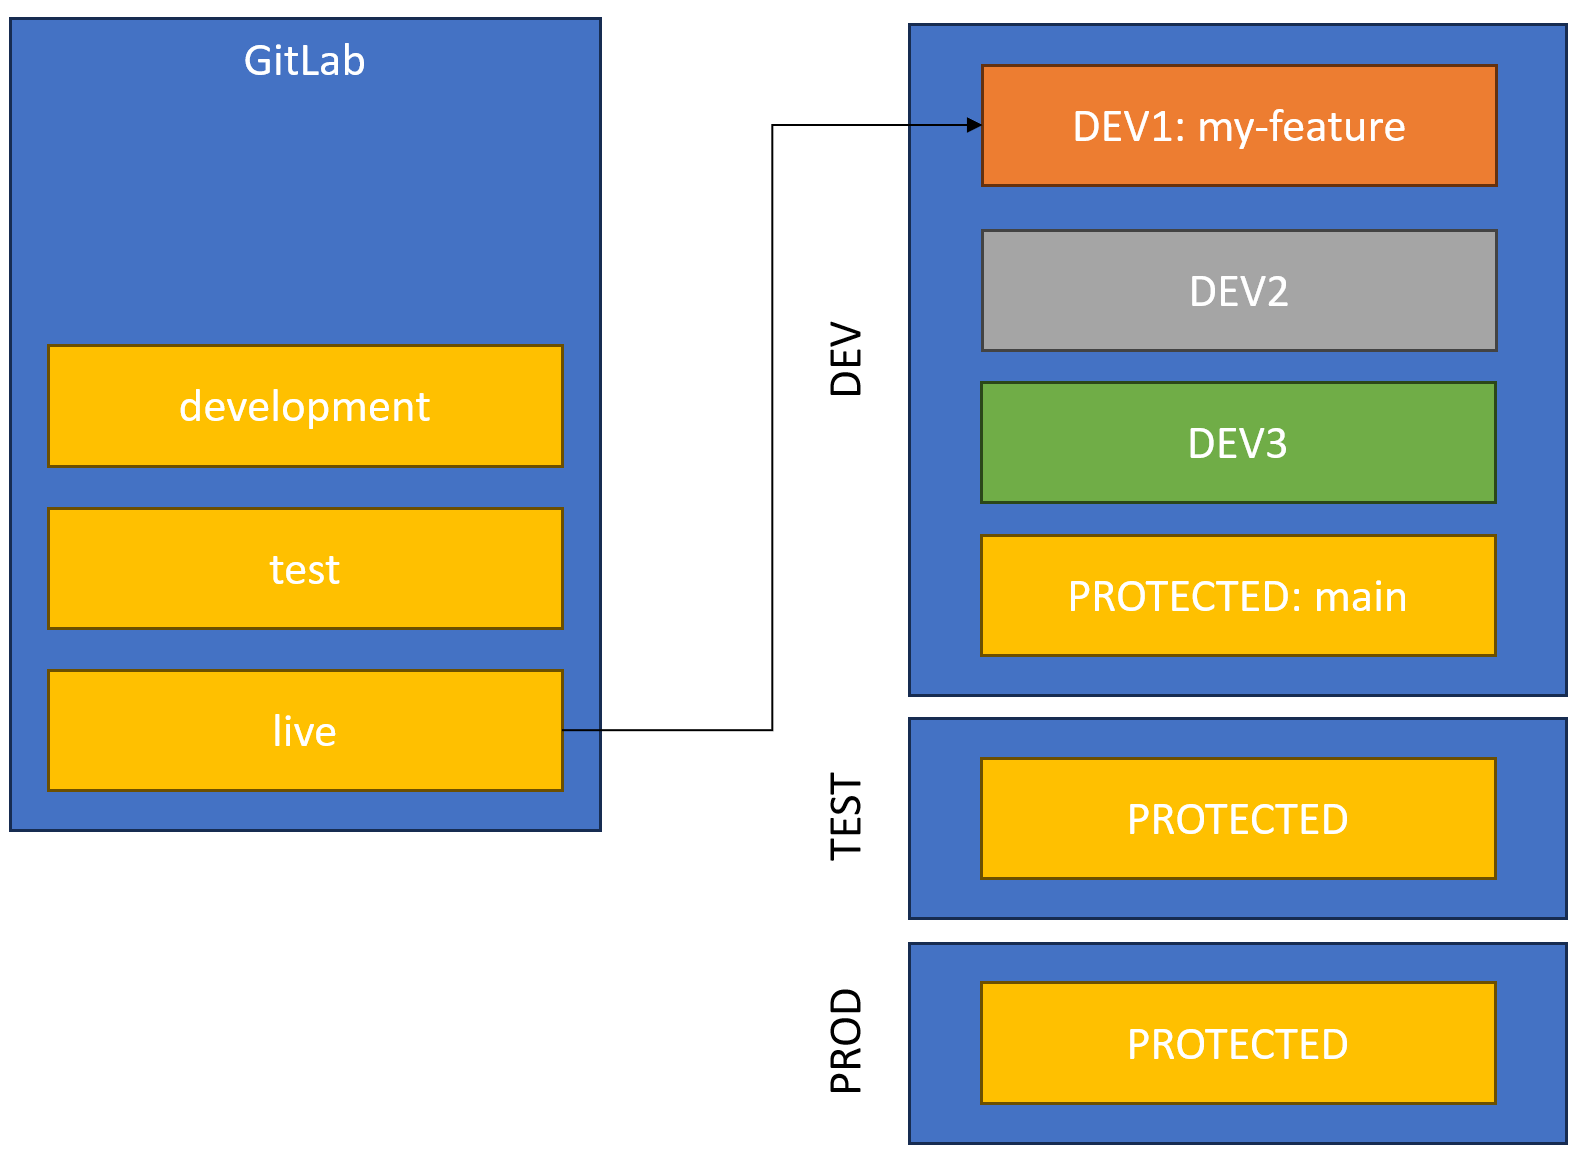 GitLab
development
test
live
DEV
DEV1: my-feature
DEV2
DEV3
PROTECTED: main
TEST
PROTECTED
PROD
PROTECTED